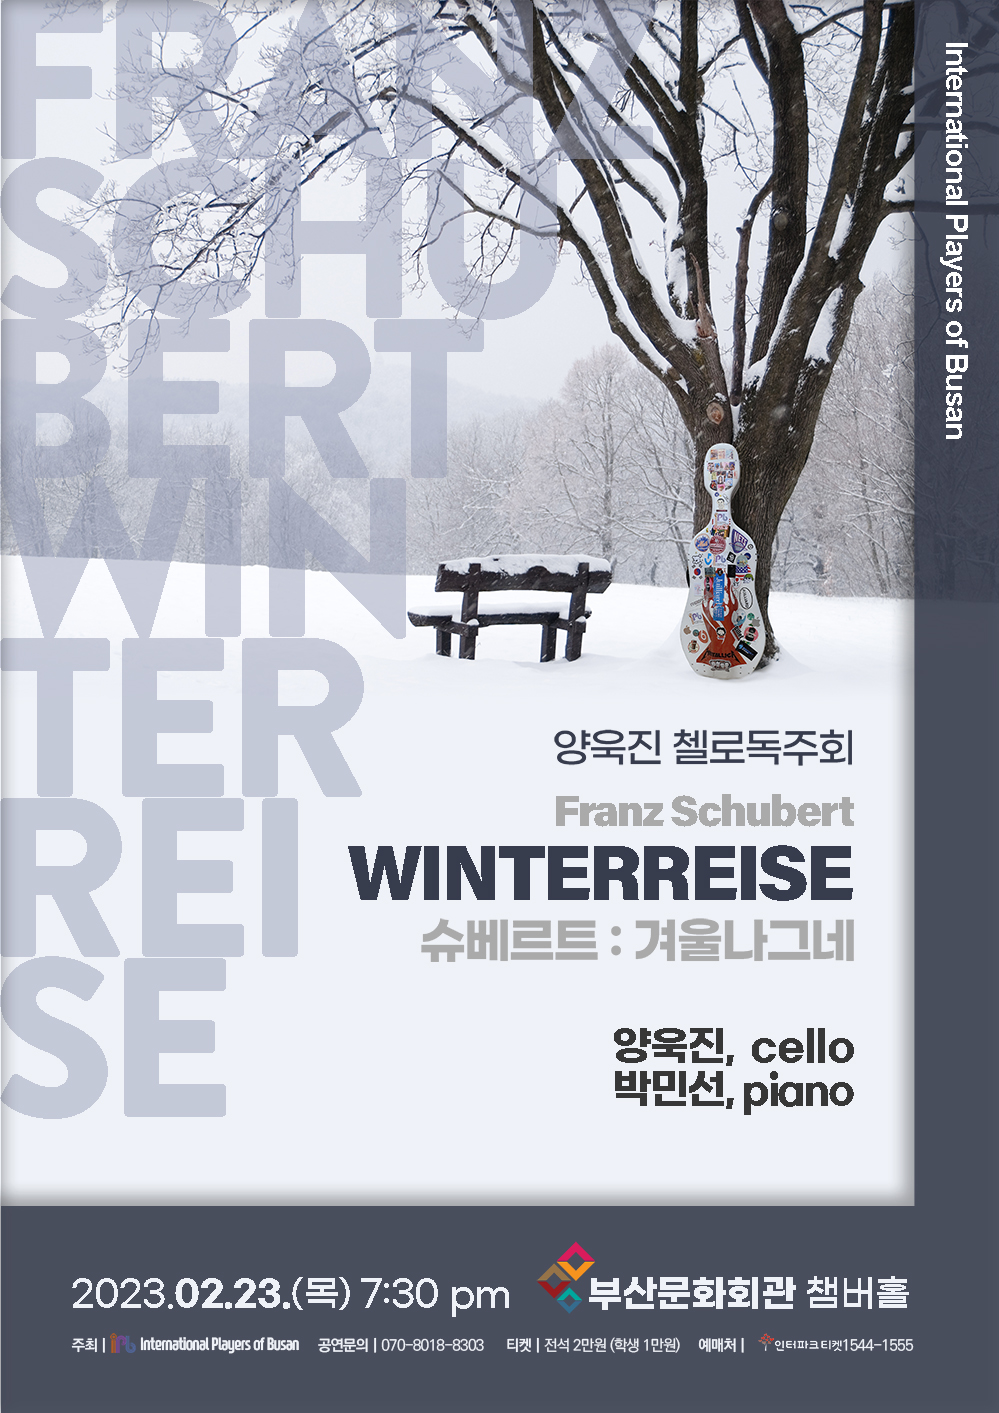 FRANZ
SCHU
BERT
WIN
TER
REI
SE
International Players of Busan
양욱진 첼로독주회
Franz Schubert
WINTERREISE
슈베르트 : 겨울나그네
양욱진, cello
박민선, piano
2023.02.23.(목) 7:30 pm 부산문화회관 챔버홀
주최 | ipb International Players of Busan 공연문의 | 070-8018-8303 티켓 | 전석 2만원 (학생 1만원) 예매처 | 인터파크 티켓1544-1555